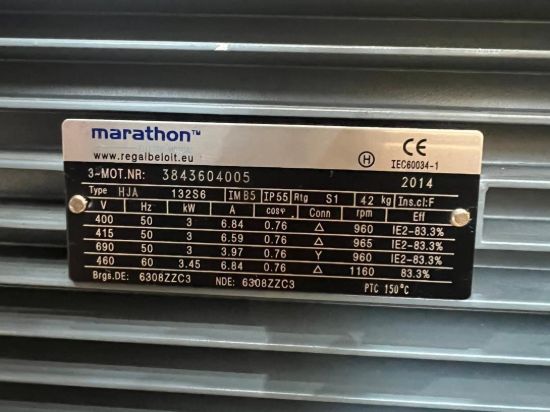 marathon™ CE
www.regalbeloit.eu H IEC60034-1
3-MOT.NR: 3843604005 2014
Type HJA 132S6 IM B5 IP 55 Rtg S1 42 kg Ins.cl:F
V Hz kW A cosφ Conn rpm Eff
400 50 3 6.84 0.76 △ 960 IE2-83.3%
415 50 3 6.59 0.76 △ 965 IE2-83.3%
690 50 3 3.97 0.76 Y 960 IE2-83.3%
460 60 3.45 6.84 0.76 △ 1160 83.3%
Brgs.DE: 6308ZZC3 NDE: 6308ZZC3 PTC 150°C